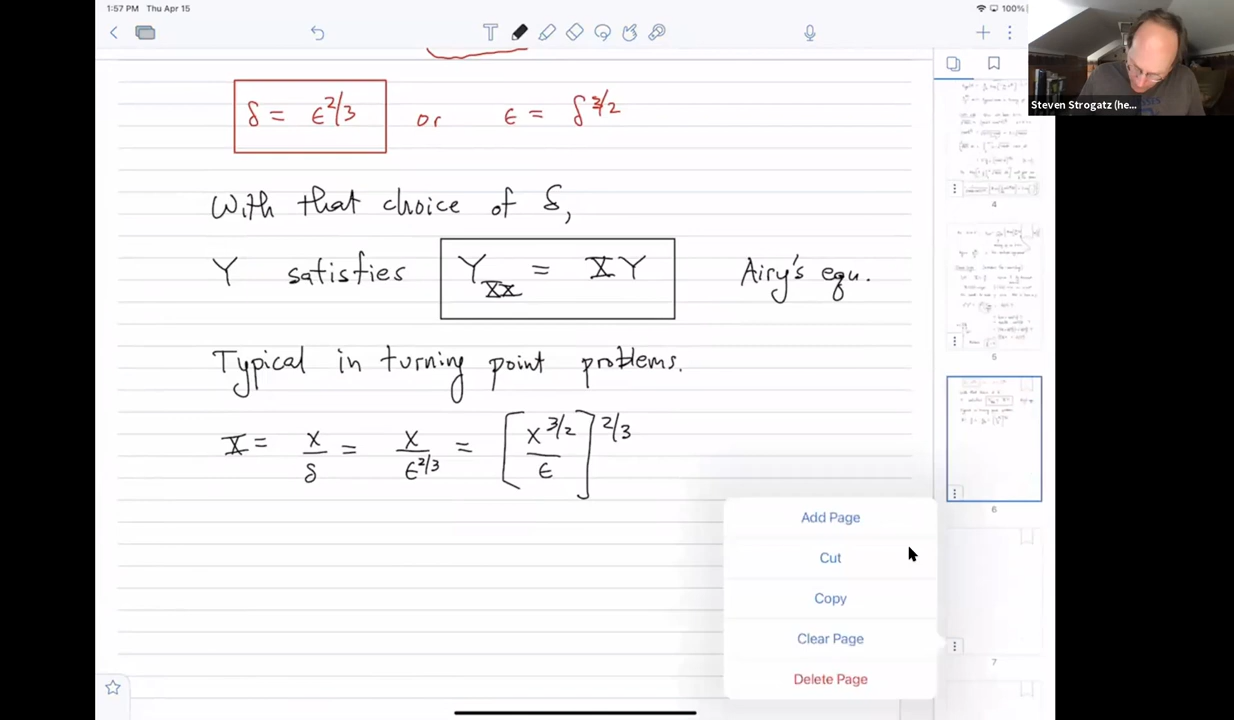 1:57 PM Thu Apr 15
100%
Steven Strogatz (he...
δ = ϵ^2/3 or ϵ = δ^3/2
With that choice of δ,
Y satisfies Y_XX = XY Airy's equ.
Typical in turning point problems.
X = x/δ = x/ϵ^2/3 = [x^3/2/ϵ]^2/3
Add Page
Cut
Copy
Clear Page
Delete Page
4
5
6
7